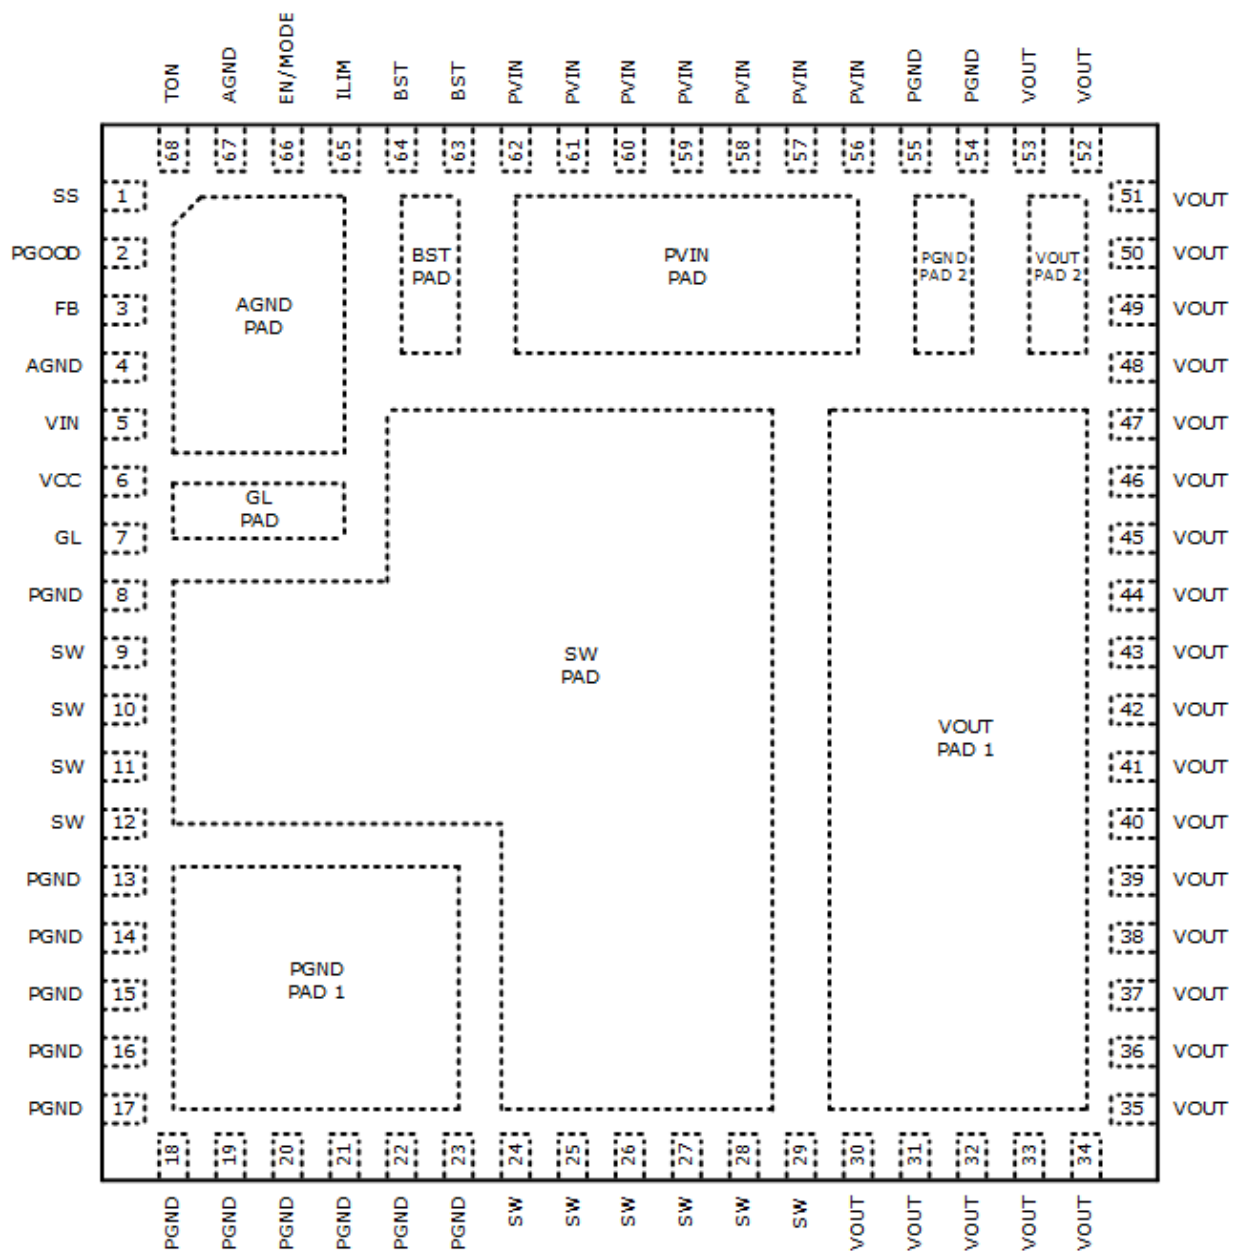 TON AGND EN/MODE ILIM BST BST PVIN PVIN PVIN PVIN PVIN PVIN PVIN PGND PGND VOUT VOUT
68 67 66 65 64 63 62 61 60 59 58 57 56 55 54 53 52
SS 1 51 VOUT
PGOOD 2 50 VOUT
BST
PAD
PVIN
PAD
PGND
PAD 2
VOUT
PAD 2
FB 3 49 VOUT
AGND
PAD
AGND 4 48 VOUT
VIN 5 47 VOUT
VCC 6 46 VOUT
GL
PAD
GL 7 45 VOUT
PGND 8 44 VOUT
SW 9 43 VOUT
SW
PAD
SW 10 42 VOUT
VOUT
PAD 1
SW 11 41 VOUT
SW 12 40 VOUT
PGND 13 39 VOUT
PGND 14 38 VOUT
PGND
PAD 1
PGND 15 37 VOUT
PGND 16 36 VOUT
PGND 17 35 VOUT
18 19 20 21 22 23 24 25 26 27 28 29 30 31 32 33 34
PGND PGND PGND PGND PGND PGND SW SW SW SW SW SW VOUT VOUT VOUT VOUT VOUT